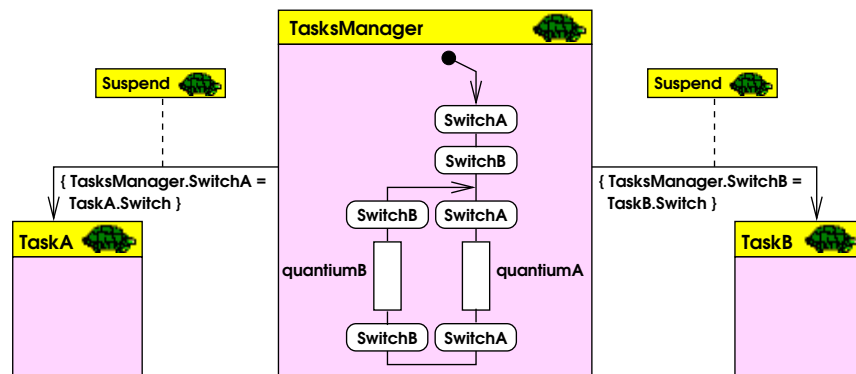 TasksManager
Suspend
Suspend
SwitchA
SwitchB
{ TasksManager.SwitchA =
TaskA.Switch }
{ TasksManager.SwitchB =
TaskB.Switch }
SwitchB
SwitchA
TaskA
TaskB
quantiumB
quantiumA
SwitchB
SwitchA